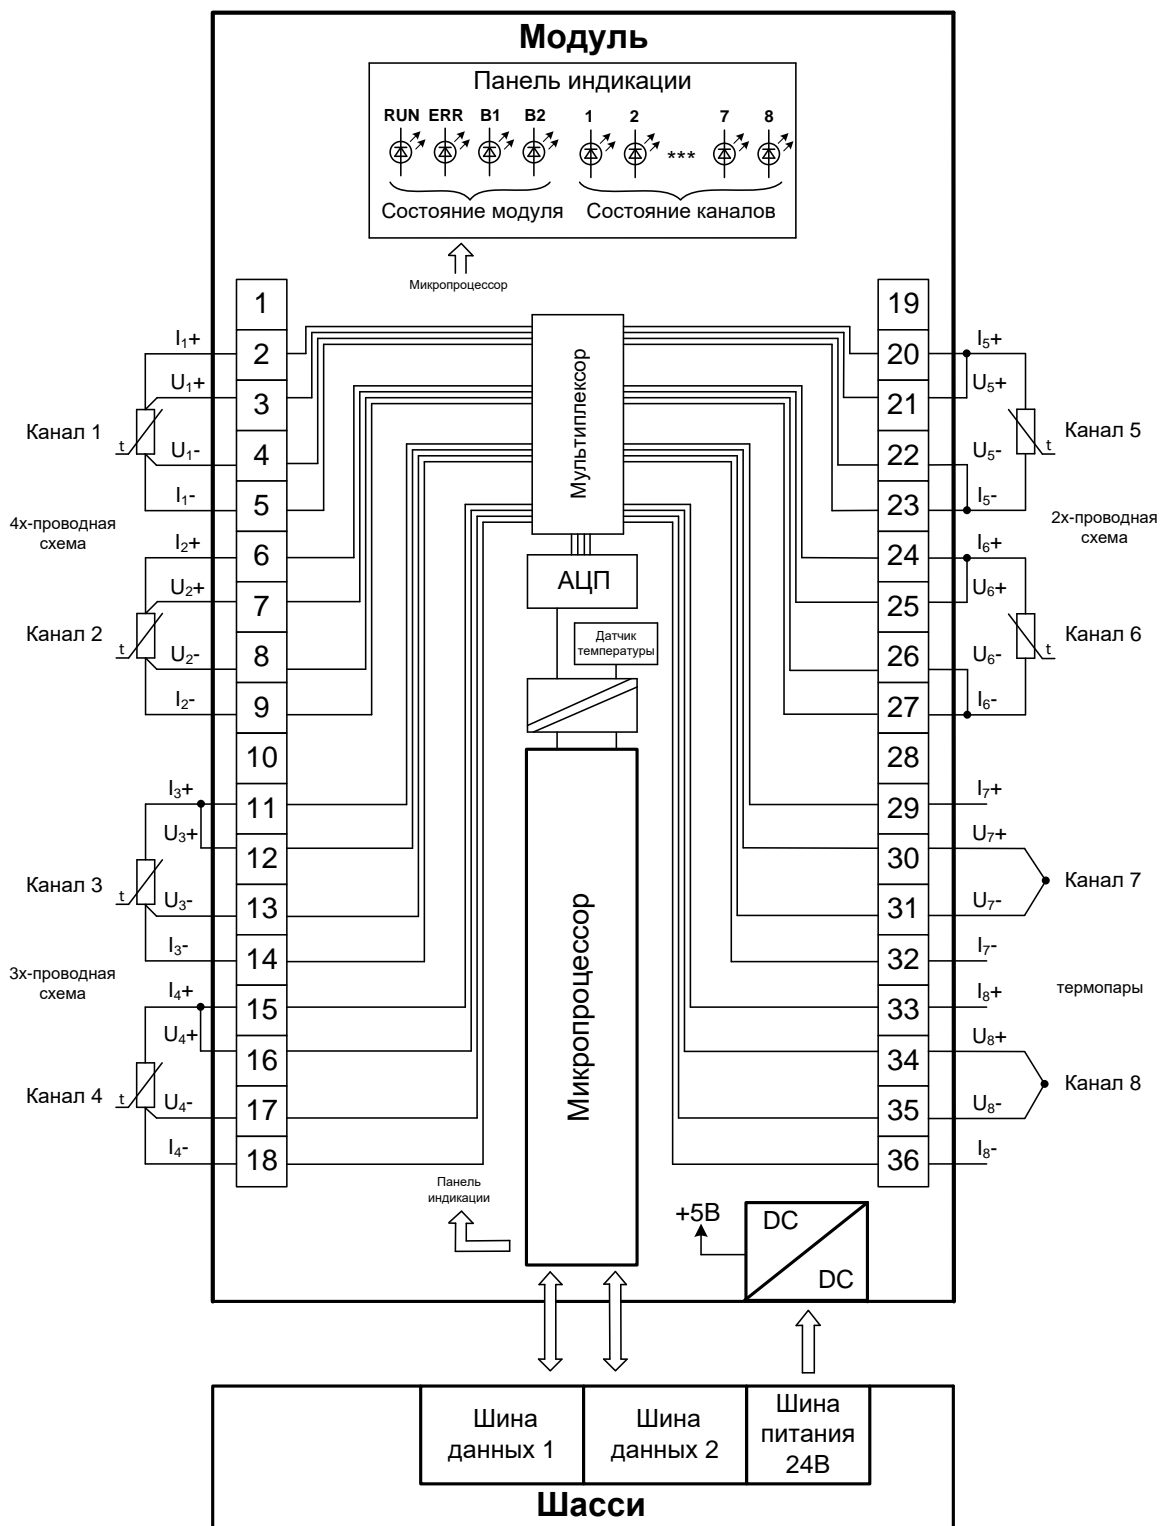 Модуль
Панель индикации
RUN ERR B1 B2 1 2 *** 7 8
Состояние модуля Состояние каналов
Микропроцессор
1
2
3
4
5
6
7
8
9
10
11
12
13
14
15
16
17
18
I1+
U1+
Канал 1
t
U1-
I1-
4х-проводная
схема
I2+
U2+
Канал 2
t
U2-
I2-
I3+
U3+
Канал 3
t
U3-
I3-
3х-проводная
схема
I4+
U4+
Канал 4
t
U4-
I4-
Мультиплексор
АЦП
Датчик
температуры
Микропроцессор
Панель
индикации
19
20
21
22
23
24
25
26
27
28
29
30
31
32
33
34
35
36
I5+
U5+
Канал 5
t
U5-
I5-
2х-проводная
схема
I6+
U6+
Канал 6
t
U6-
I6-
I7+
U7+
Канал 7
U7-
I7-
термопары
I8+
U8+
Канал 8
U8-
I8-
+5В
DC
DC
Шина
данных 1
Шина
данных 2
Шина
питания
24В
Шасси